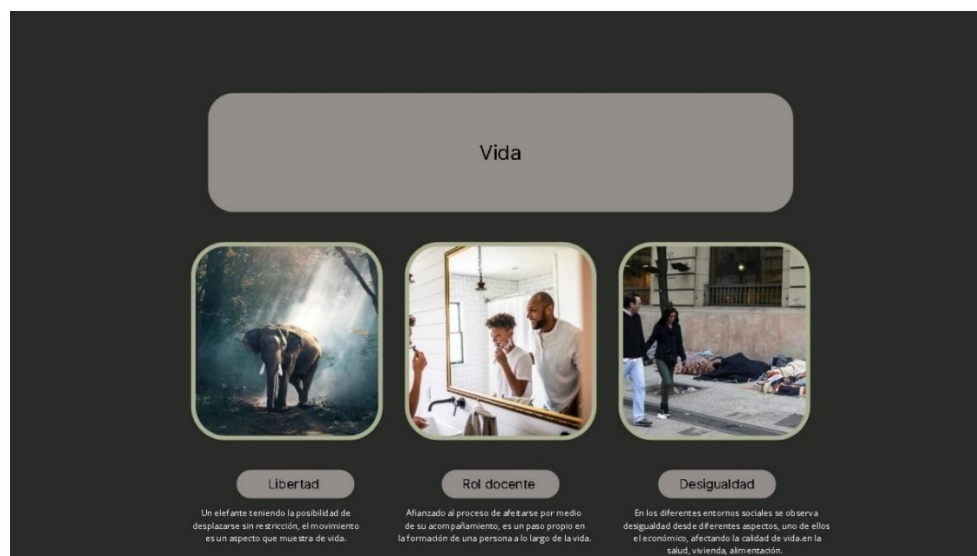 Vida
Libertad
Un elefante teniendo la posibilidad de
desplazarse sin restricción, el movimiento
es un aspecto que muestra de vida.
Rol docente
Afianzado al proceso de afeitarse por medio
de su acompañamiento, es un paso propio en
la formación de una persona a lo largo de la vida.
Desigualdad
En los diferentes entornos sociales se observa
desigualdad desde diferentes aspectos, uno de ellos
el económico, afectando la calidad de vida.en la
salud, vivienda, alimentación.